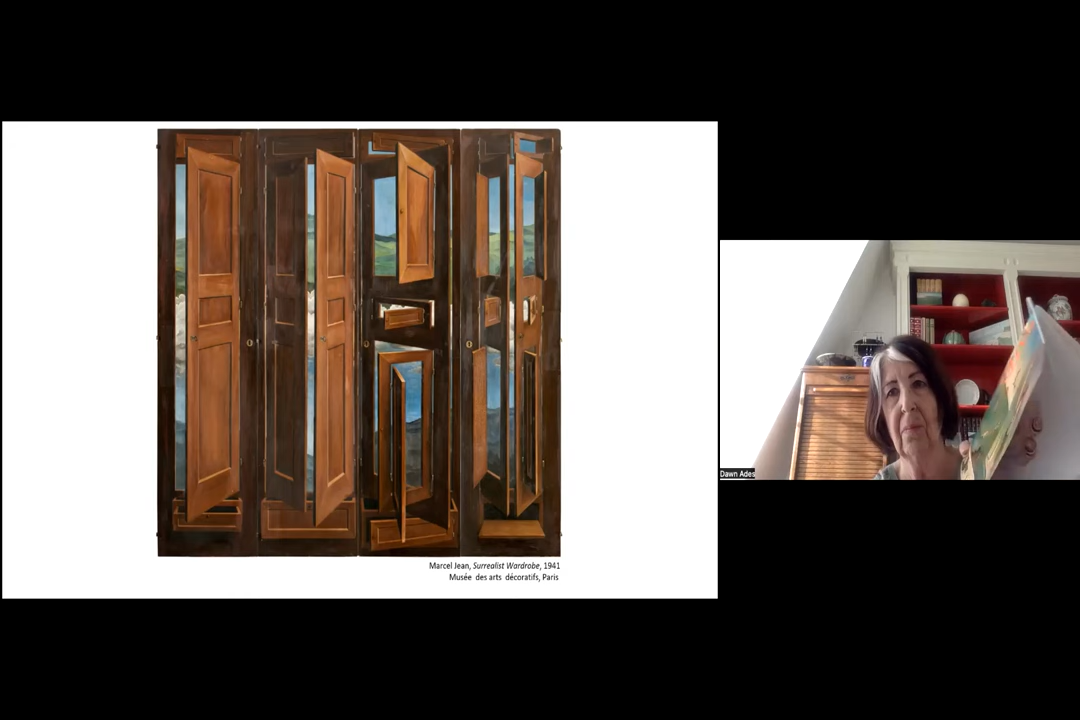 Marcel Jean, Surrealist Wardrobe, 1941
Musée des arts décoratifs, Paris
Dawn Ades